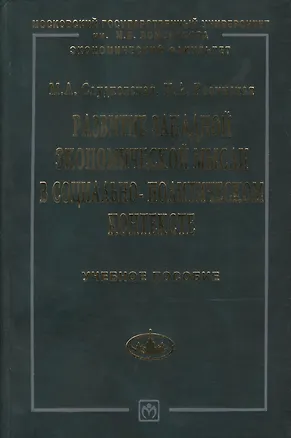 МОСКОВСКИЙ ГОСУДАРСТВЕННЫЙ УНИВЕРСИТЕТ
им. М.В. ЛОМОНОСОВА
ЭКОНОМИЧЕСКИЙ ФАКУЛЬТЕТ
М.А.
РАЗВИТИЕ ЗАПАДНОЙ
ЭКОНОМИЧЕСКОЙ МЫСЛИ
В СОЦИАЛЬНО-ПОЛИТИЧЕСКОМ
КОНТЕКСТЕ
УЧЕБНОЕ ПОСОБИЕ